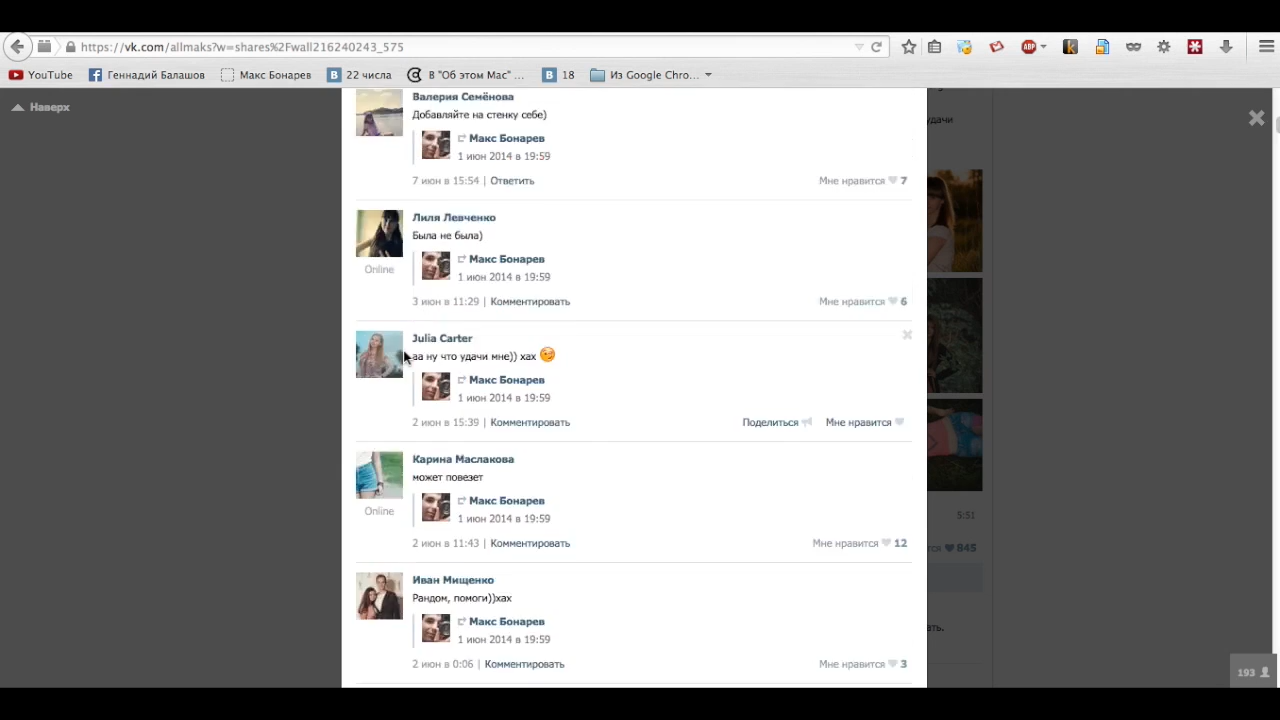 https://vk.com/allmaks?w=shares%2Fwall216240243_575
YouTube
Геннадий Балашов
Макс Бонарев
22 числа
В "Об этом Mac" ...
18
Из Google Chro...
Наверх
Валерия Семёнова
Добавляйте на стенку себе)
Макс Бонарев
1 июн 2014 в 19:59
7 июн в 15:54 | Ответить
Мне нравится 7
Лиля Левченко
Была не была)
Online
Макс Бонарев
1 июн 2014 в 19:59
3 июн в 11:29 | Комментировать
Мне нравится 6
Julia Carter
аа ну что удачи мне)) хах
Макс Бонарев
1 июн 2014 в 19:59
2 июн в 15:39 | Комментировать
Поделиться Мне нравится
Карина Маслакова
может повезет
Online
Макс Бонарев
1 июн 2014 в 19:59
2 июн в 11:43 | Комментировать
Мне нравится 12
Иван Мищенко
Рандом, помоги))хах
Макс Бонарев
1 июн 2014 в 19:59
2 июн в 0:06 | Комментировать
Мне нравится 3
удачи
5:51
845
193